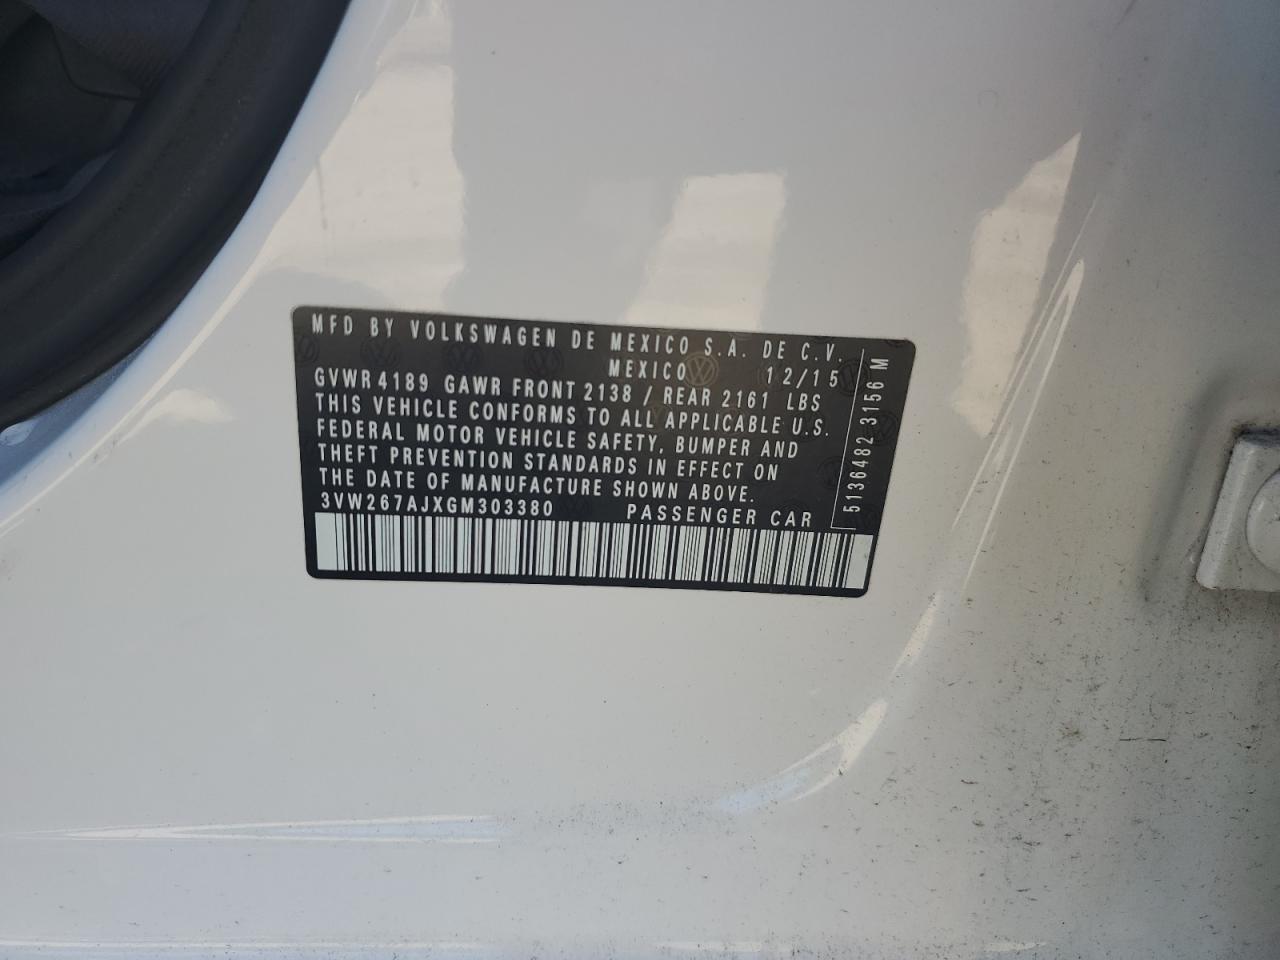 MFD BY VOLKSWAGEN DE MEXICO S.A. DE C.V.
MEXICO 12/15
GVWR 4189 GAWR FRONT 2138 / REAR 2161 LBS
THIS VEHICLE CONFORMS TO ALL APPLICABLE U.S.
FEDERAL MOTOR VEHICLE SAFETY, BUMPER AND
THEFT PREVENTION STANDARDS IN EFFECT ON
THE DATE OF MANUFACTURE SHOWN ABOVE.
3VW267AJXGM303380 PASSENGER CAR
5136482 3156 M